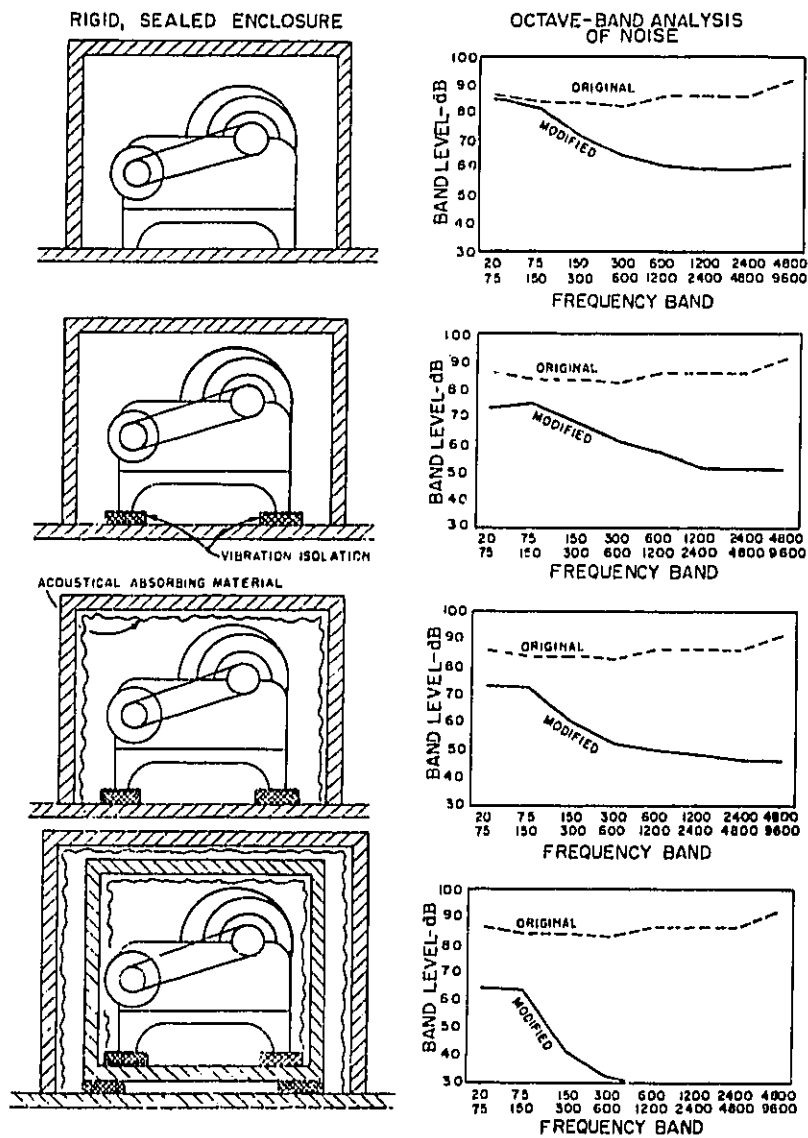 RIGID, SEALED ENCLOSURE
OCTAVE-BAND ANALYSIS
OF NOISE
BAND LEVEL-dB
100
90
80
70
60
50
30
ORIGINAL
MODIFIED
20 75 150 300 600 1200 2400 4800
75 150 300 600 1200 2400 4800 9600
FREQUENCY BAND
VIBRATION ISOLATION
BAND LEVEL-dB
100
90
80
70
60
50
40
30
ORIGINAL
MODIFIED
20 75 150 300 600 1200 2400 4800
75 150 300 600 1200 2400 4800 9600
FREQUENCY BAND
ACOUSTICAL ABSORBING MATERIAL
BAND LEVEL-dB
100
90
80
70
60
50
40
30
ORIGINAL
MODIFIED
20 75 150 300 600 1200 2400 4800
75 150 300 600 1200 2400 4800 9600
FREQUENCY BAND
BAND LEVEL-dB
100
90
80
70
60
50
40
30
ORIGINAL
MODIFIED
20 75 150 300 600 1200 2400 4800
75 150 300 600 1200 2400 4800 9600
FREQUENCY BAND